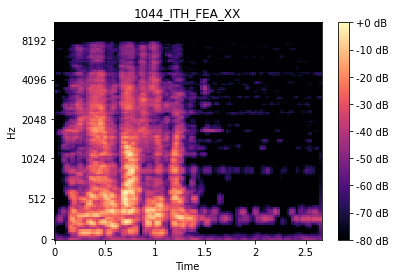 1044_ITH_FEA_XX
Hz
8192
4096
2048
1024
512
0
0
0.5
1
1.5
2
2.5
Time
+0 dB
-10 dB
-20 dB
-30 dB
-40 dB
-50 dB
-60 dB
-70 dB
-80 dB